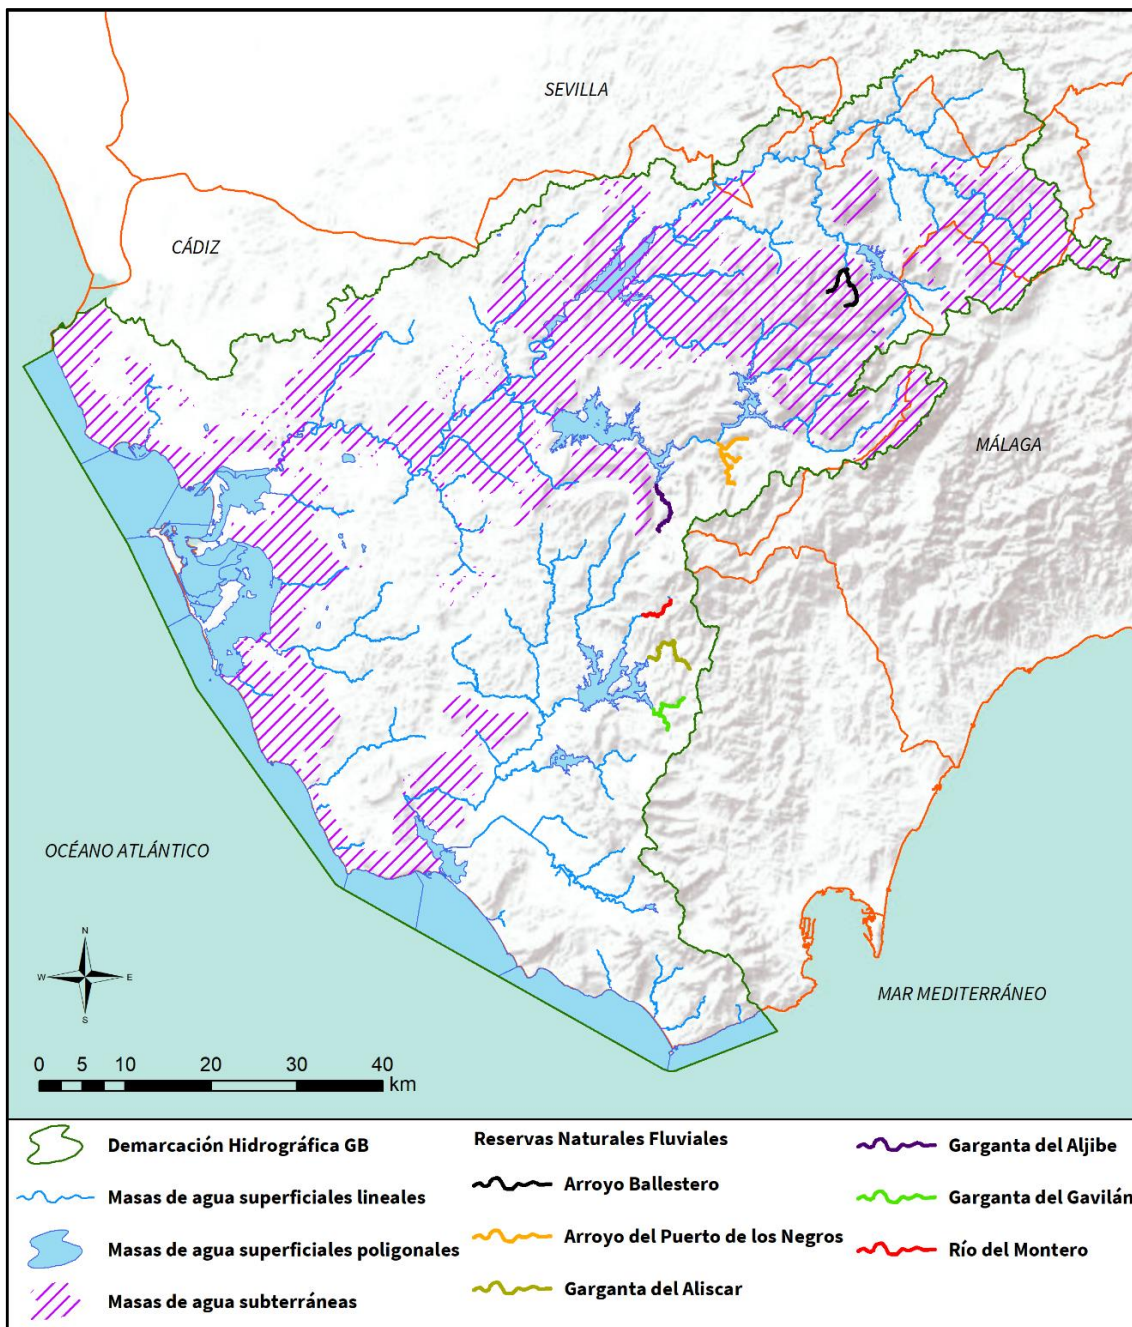 SEVILLA
CÁDIZ
MÁLAGA
OCÉANO ATLÁNTICO
MAR MEDITERRÁNEO
N
W E
S
0 5 10 20 30 40
km
Demarcación Hidrográfica GB
Masas de agua superficiales lineales
Masas de agua superficiales poligonales
Masas de agua subterráneas
Reservas Naturales Fluviales
Arroyo Ballestero
Arroyo del Puerto de los Negros
Garganta del Aliscar
Garganta del Aljibe
Garganta del Gavilán
Río del Montero